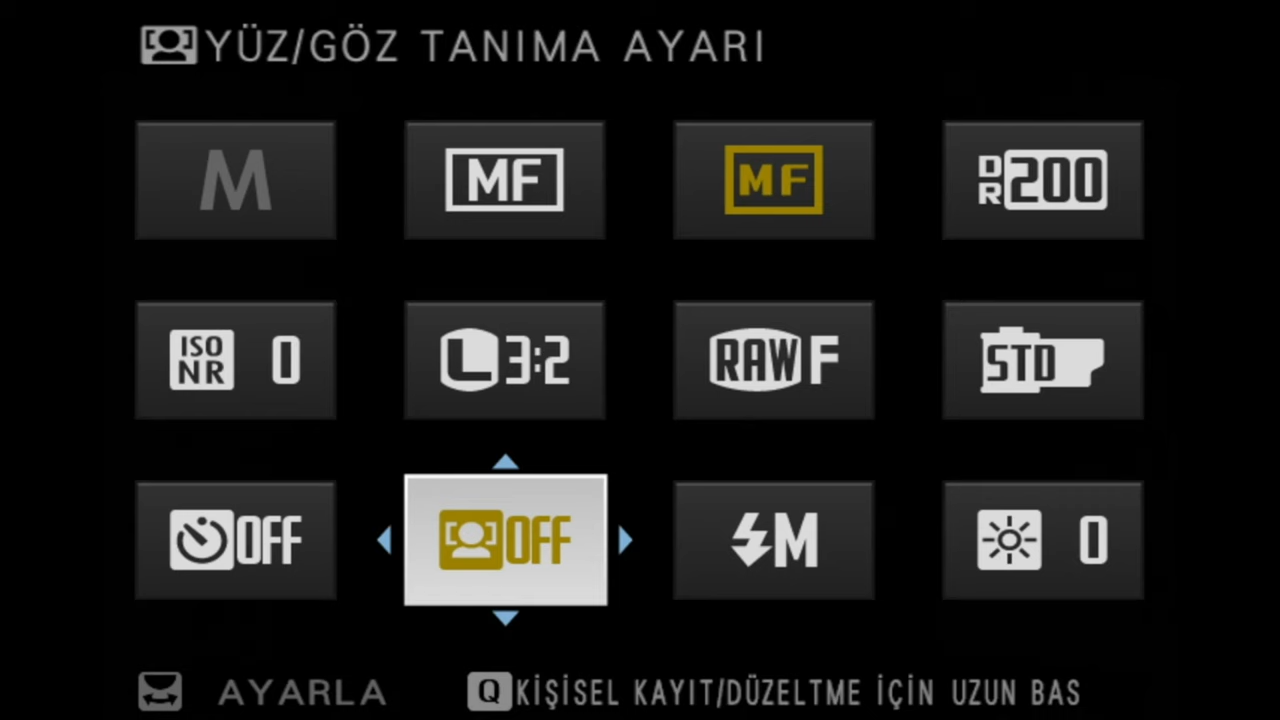 YÜZ/GÖZ TANIMA AYARI
M MF MF DR200
ISO NR 0 L 3:2 RAW F STD
OFF OFF M 0
AYARLA Q KİŞİSEL KAYIT/DÜZELTME İÇİN UZUN BAS